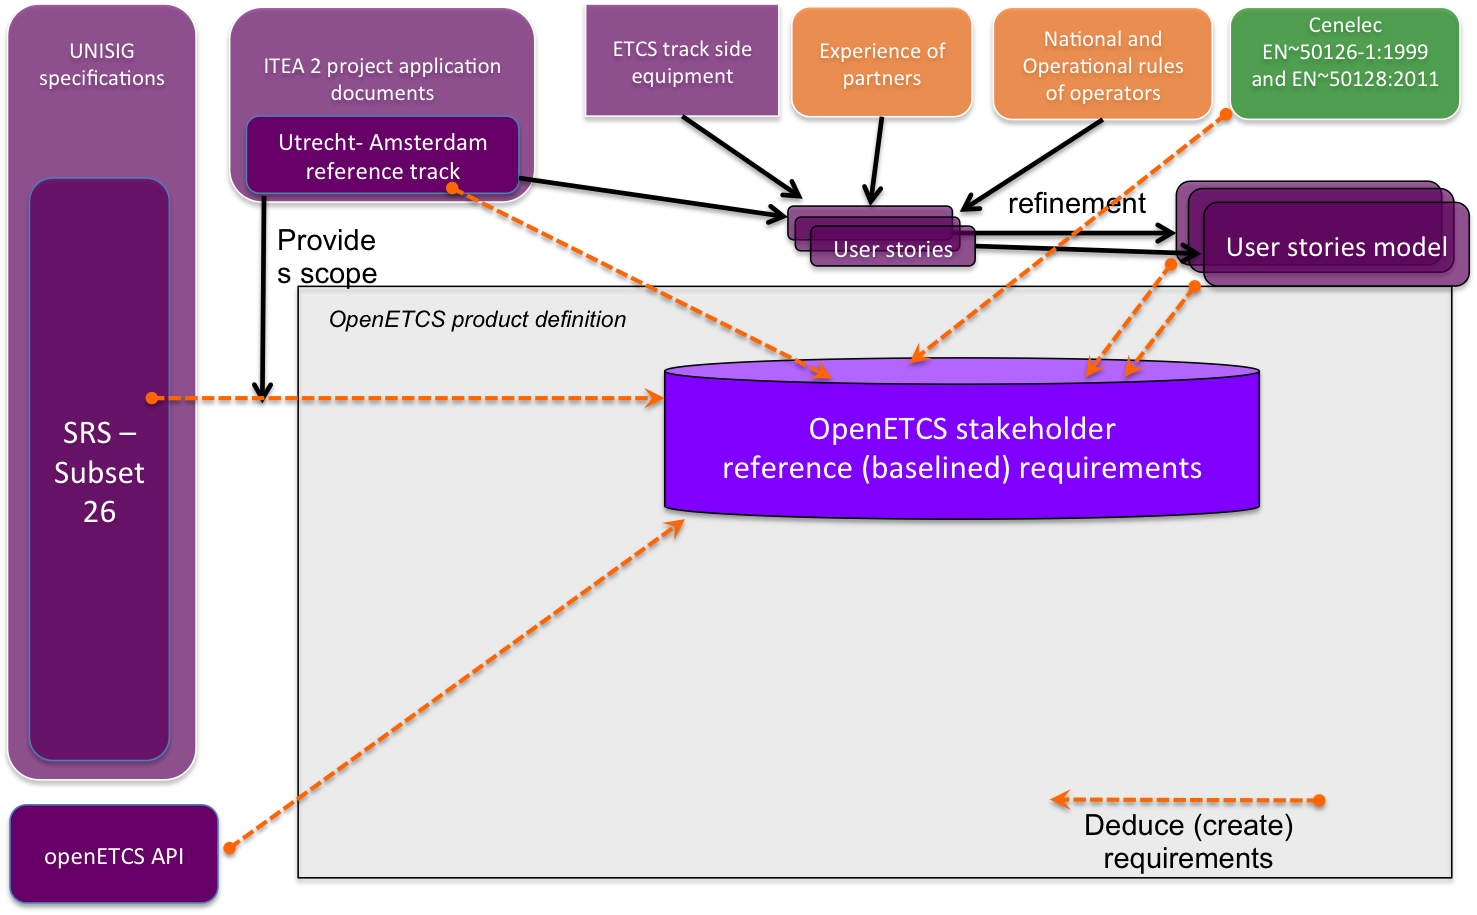 UNISIG
specifications
ITEA 2 project application
documents
Utrecht- Amsterdam
reference track
ETCS track side
equipment
Experience of
partners
National and
Operational rules
of operators
Cenelec
EN~50126-1:1999
and EN~50128:2011
Provide
s scope
refinement
User stories
User stories model
OpenETCS product definition
SRS –
Subset
26
OpenETCS stakeholder
reference (baselined) requirements
openETCS API
Deduce (create)
requirements